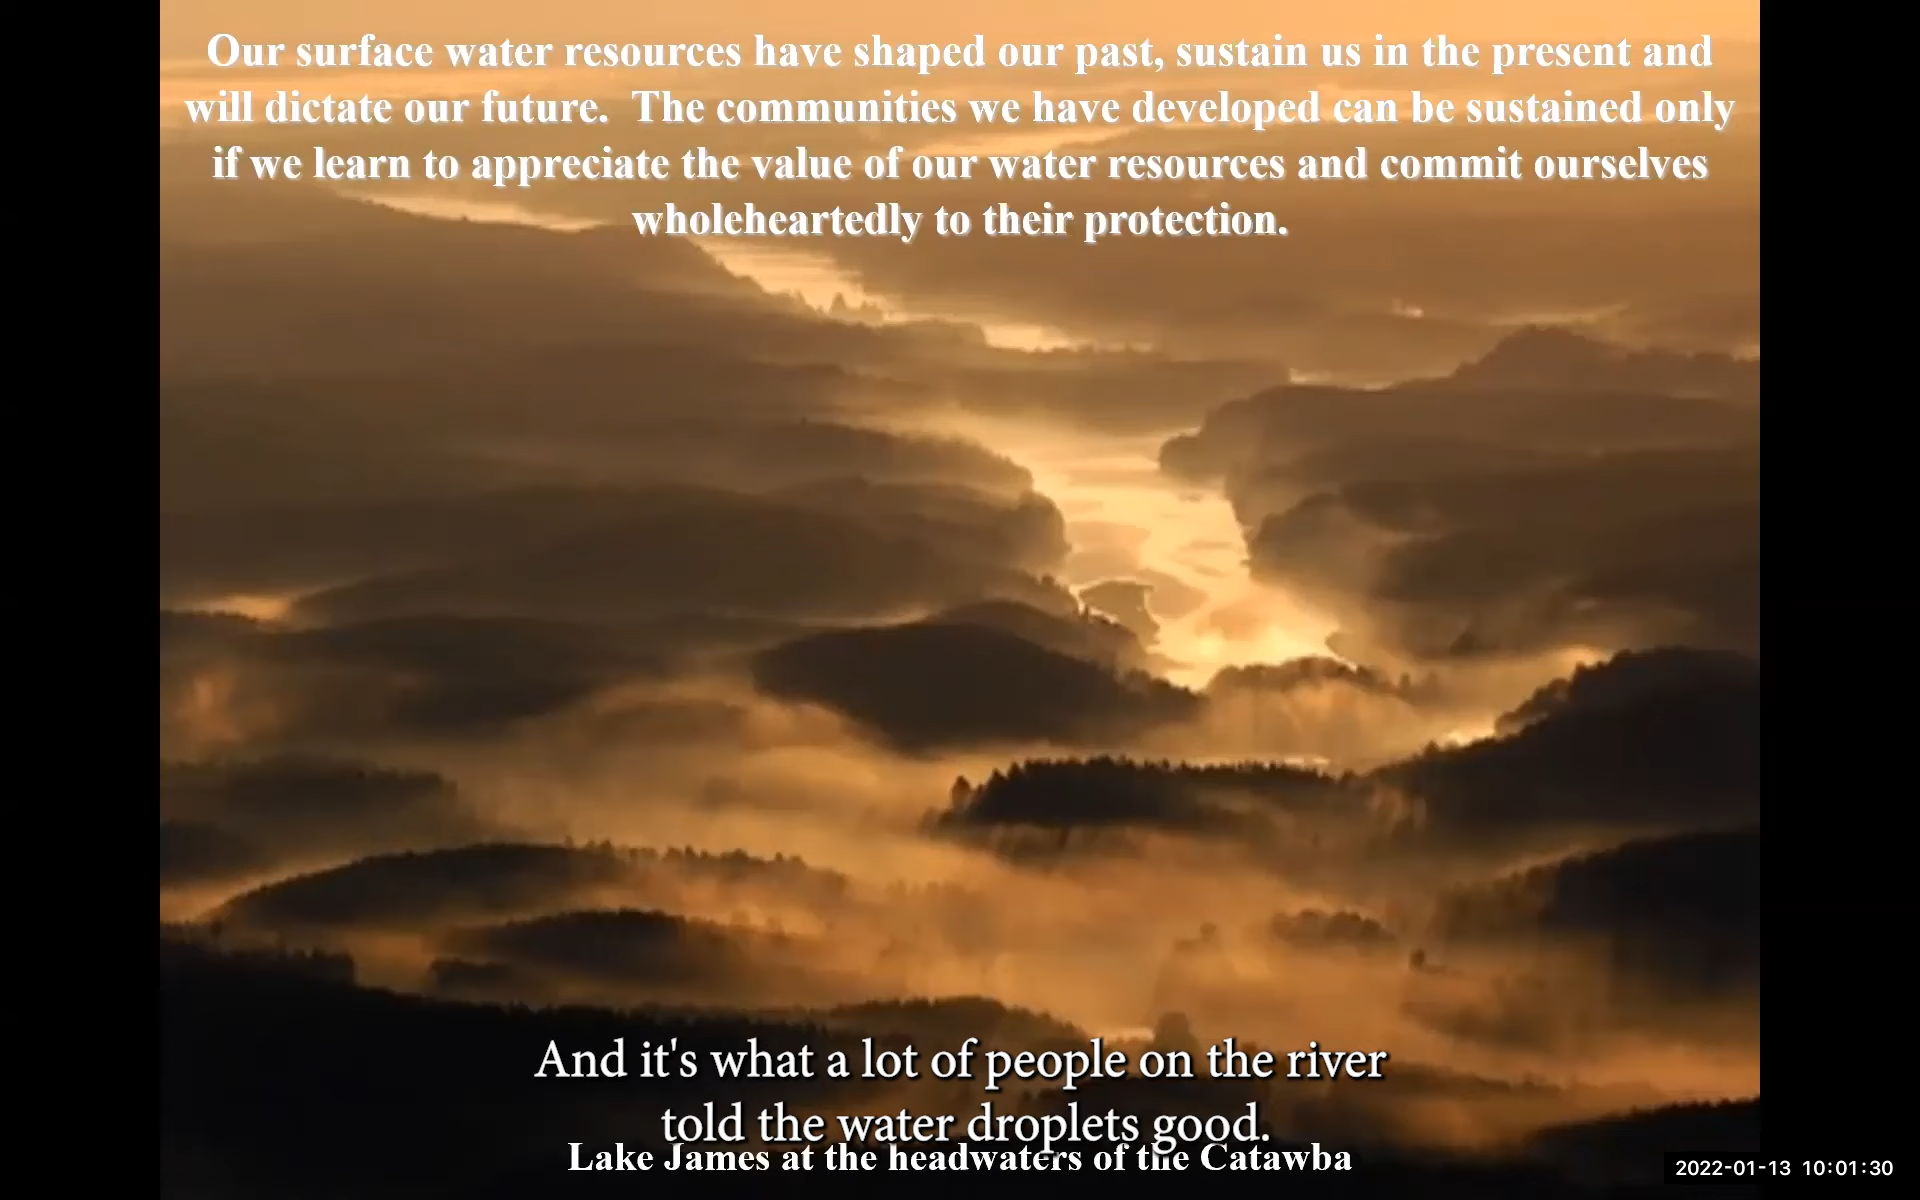 Our surface water resources have shaped our past, sustain us in the present and
will dictate our future.  The communities we have developed can be sustained only
if we learn to appreciate the value of our water resources and commit ourselves
wholeheartedly to their protection.
And it's what a lot of people on the river
told the water droplets good.
Lake James at the headwaters of the Catawba
2022-01-13 10:01:30